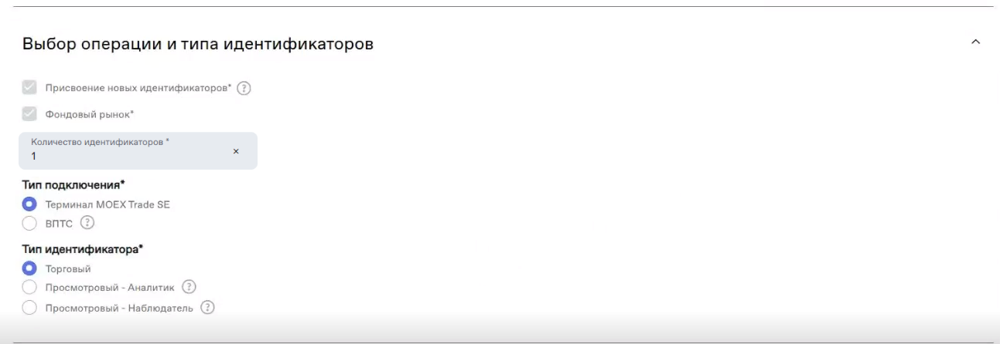 Выбор операции и типа идентификаторов
Присвоение новых идентификаторов* ?
Фондовый рынок*
Количество идентификаторов *
1 ×
Тип подключения*
Терминал MOEX Trade SE
ВПТС ?
Тип идентификатора*
Торговый
Просмотровый - Аналитик ?
Просмотровый - Наблюдатель ?